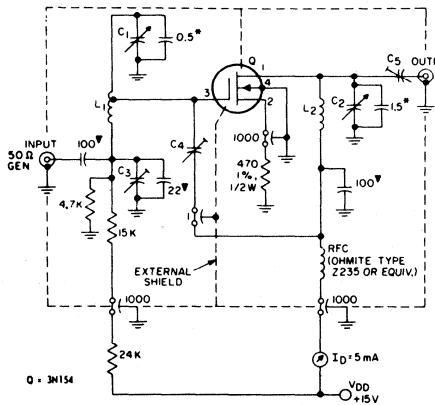 C1
0.5*
Q
1
4
3
2
C5
OUTPUT
L1
L2
C2
1.5*
INPUT
50 Ω
GEN
100▼
C4
1000
C3
22▼
470
1%,
1/2W
100▼
4.7K
15K
1
RFC
(OHMITE TYPE
Z235 OR EQUIV.)
EXTERNAL
SHIELD
1000
1000
24K
ID=5mA
Q = 3N154
VDD
+15V